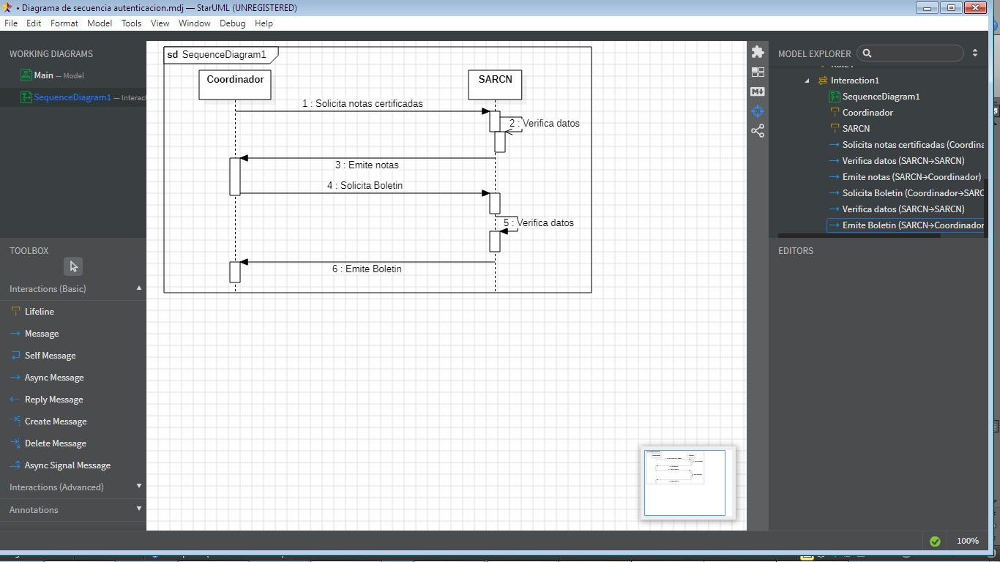 • Diagrama de secuencia autenticacion.mdj — StarUML (UNREGISTERED)
File Edit Format Model Tools View Window Debug Help
WORKING DIAGRAMS
Main — Model
SequenceDiagram1 — Interact
TOOLBOX
Interactions (Basic)
Lifeline
Message
Self Message
Async Message
Reply Message
Create Message
Delete Message
Async Signal Message
Interactions (Advanced)
Annotations
sd SequenceDiagram1
Coordinador
SARCN
1 : Solicita notas certificadas
2 : Verifica datos
3 : Emite notas
4 : Solicita Boletin
5 : Verifica datos
6 : Emite Boletin
MODEL EXPLORER
Interaction1
SequenceDiagram1
Coordinador
SARCN
Solicita notas certificadas (Coordina
Verifica datos (SARCN→SARCN)
Emite notas (SARCN→Coordinador)
Solicita Boletin (Coordinador→SARC
Verifica datos (SARCN→SARCN)
Emite Boletin (SARCN→Coordinador
EDITORS
100%